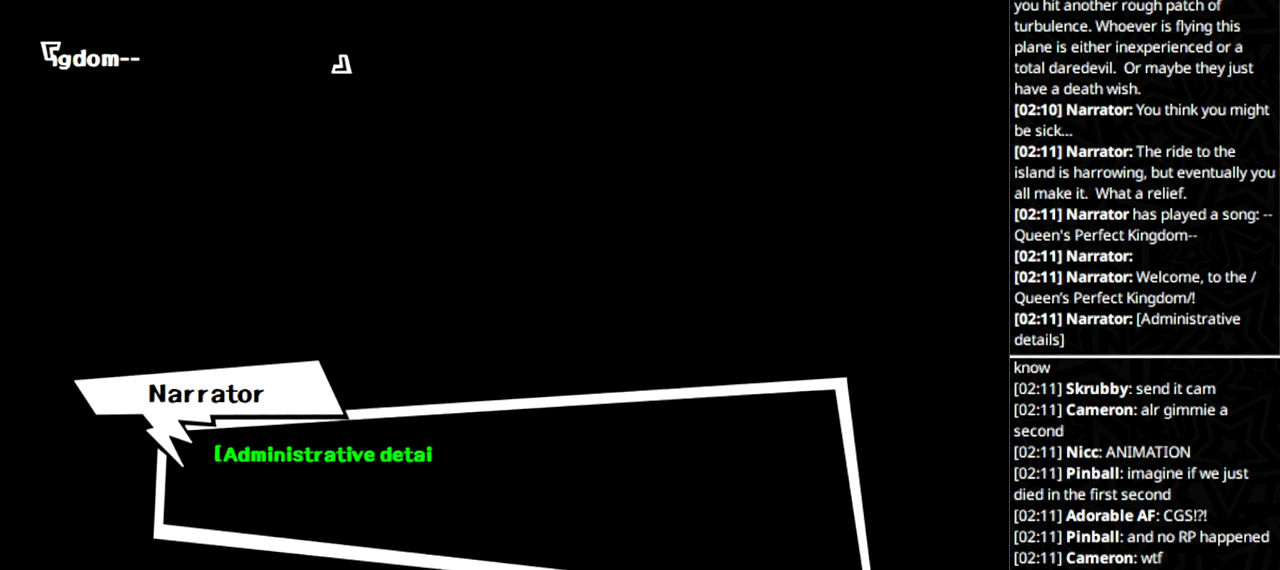 igdom--
Narrator
[Administrative detai
you hit another rough patch of
turbulence. Whoever is flying this
plane is either inexperienced or a
total daredevil.  Or maybe they just
have a death wish.
[02:10] Narrator: You think you might
be sick...
[02:11] Narrator: The ride to the
island is harrowing, but eventually you
all make it.  What a relief.
[02:11] Narrator has played a song: --
Queen's Perfect Kingdom--
[02:11] Narrator:
[02:11] Narrator: Welcome, to the /
Queen's Perfect Kingdom/!
[02:11] Narrator: [Administrative
details]
know
[02:11] Skrubby: send it cam
[02:11] Cameron: alr gimmie a
second
[02:11] Nicc: ANIMATION
[02:11] Pinball: imagine if we just
died in the first second
[02:11] Adorable AF: CGS!?!
[02:11] Pinball: and no RP happened
[02:11] Cameron: wtf